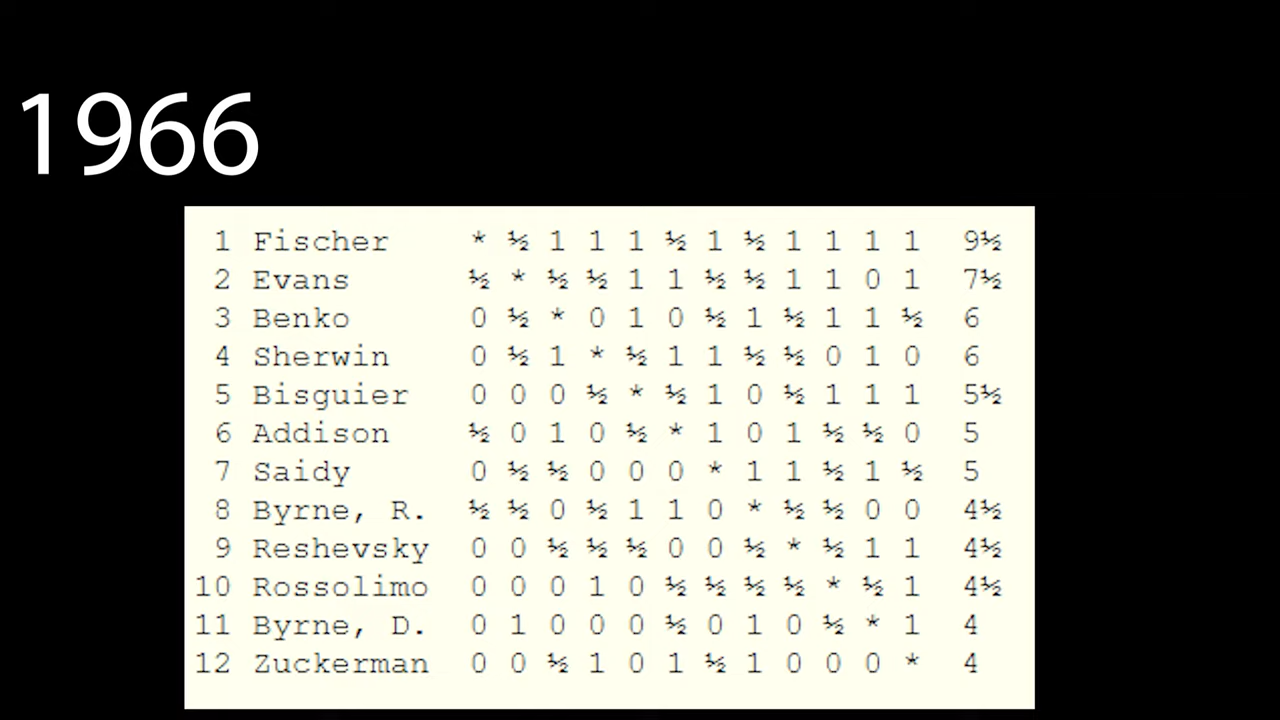 1966
1 Fischer * ½ 1 1 1 ½ 1 ½ 1 1 1 1 9½
2 Evans ½ * ½ ½ 1 1 ½ ½ 1 1 0 1 7½
3 Benko 0 ½ * 0 1 0 ½ 1 ½ 1 1 ½ 6
4 Sherwin 0 ½ 1 * ½ 1 1 ½ ½ 0 1 0 6
5 Bisguier 0 0 0 ½ * ½ 1 0 ½ 1 1 1 5½
6 Addison ½ 0 1 0 ½ * 1 0 1 ½ ½ 0 5
7 Saidy 0 ½ ½ 0 0 0 * 1 1 ½ 1 ½ 5
8 Byrne, R. ½ ½ 0 ½ 1 1 0 * ½ ½ 0 0 4½
9 Reshevsky 0 0 ½ ½ ½ 0 0 ½ * ½ 1 1 4½
10 Rossolimo 0 0 0 1 0 ½ ½ ½ ½ * ½ 1 4½
11 Byrne, D. 0 1 0 0 0 ½ 0 1 0 ½ * 1 4
12 Zuckerman 0 0 ½ 1 0 1 ½ 1 0 0 0 * 4